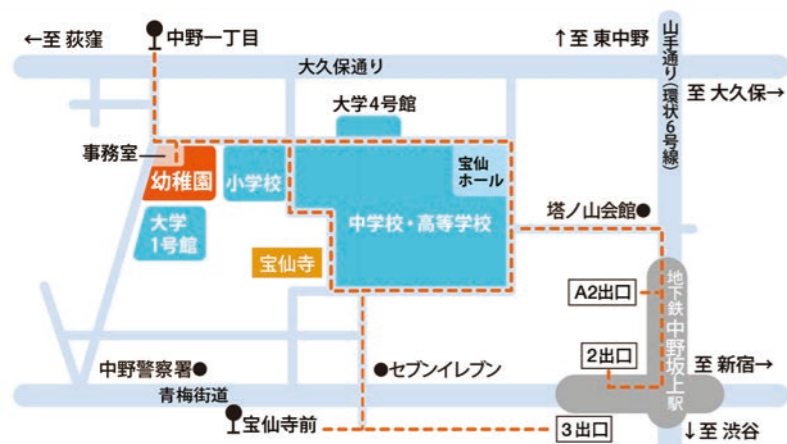 ←至 荻窪
中野一丁目
↑至 東中野
山手通り(環状6号線)
大久保通り
至 大久保→
大学4号館
事務室
幼稚園
小学校
宝仙
ホール
中学校・高等学校
塔ノ山会館●
大学
1号館
宝仙寺
A2出口
地下鉄 中野坂上駅
2出口
中野警察署●
●セブンイレブン
至 新宿→
青梅街道
宝仙寺前
3出口
↓至 渋谷